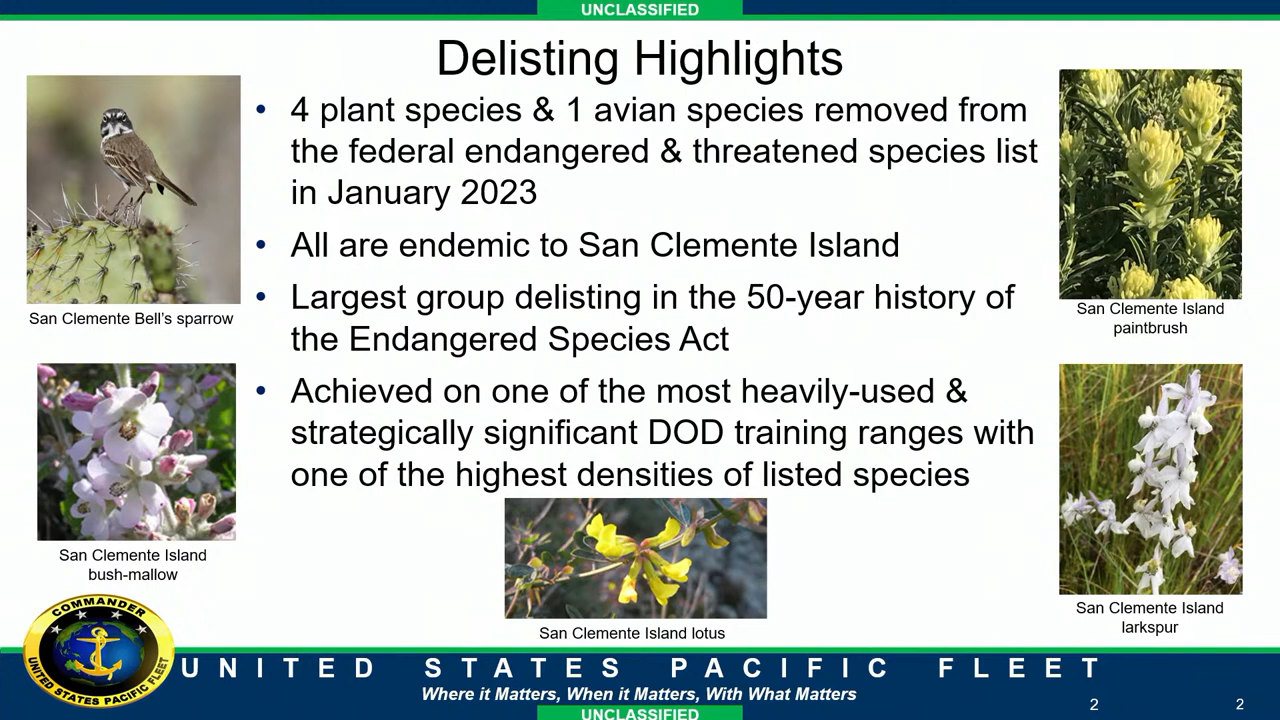 UNCLASSIFIED
Delisting Highlights
• 4 plant species & 1 avian species removed from
the federal endangered & threatened species list
in January 2023
• All are endemic to San Clemente Island
• Largest group delisting in the 50-year history of
the Endangered Species Act
• Achieved on one of the most heavily-used &
strategically significant DOD training ranges with
one of the highest densities of listed species
San Clemente Bell’s sparrow
San Clemente Island
paintbrush
San Clemente Island
bush-mallow
San Clemente Island lotus
San Clemente Island
larkspur
COMMANDER
UNITED STATES PACIFIC FLEET
UNITED STATES PACIFIC FLEET
Where it Matters, When it Matters, With What Matters
2
2
UNCLASSIFIED